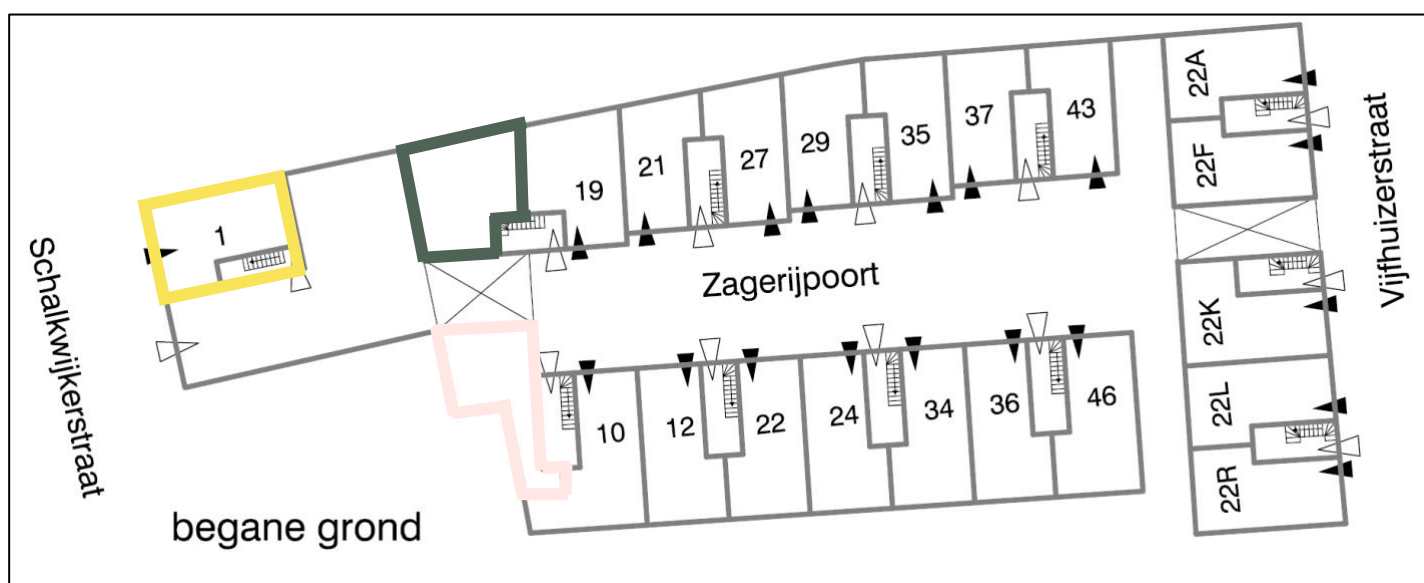 22A
43
37
35
29
27
21
19
22F
1
Schalkwijkerstraat
Zagerijpoort
Vijfhuizerstraat
22K
10
12
22
24
34
36
46
22L
22R
begane grond